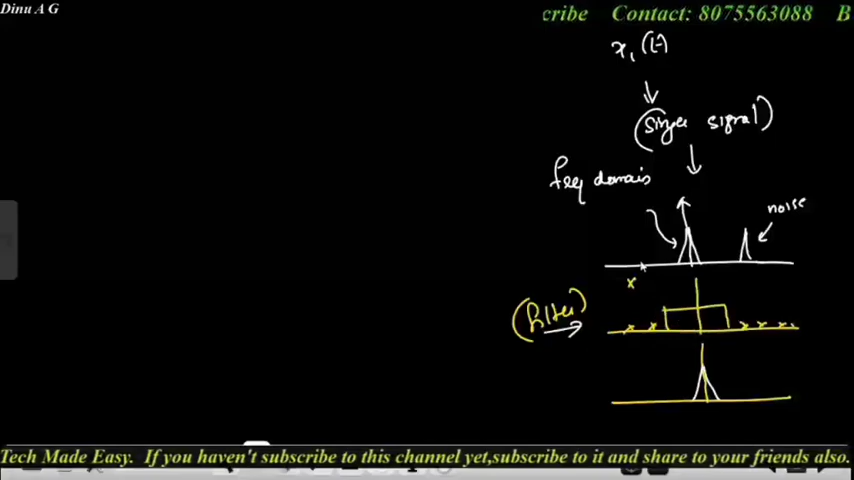 Dinu A G
cribe Contact: 8075563088 B
x₁(t)
(Singer signal)
freq domain
noise
(filter)
Tech Made Easy. If you haven't subscribe to this channel yet,subscribe to it and share to your friends also.